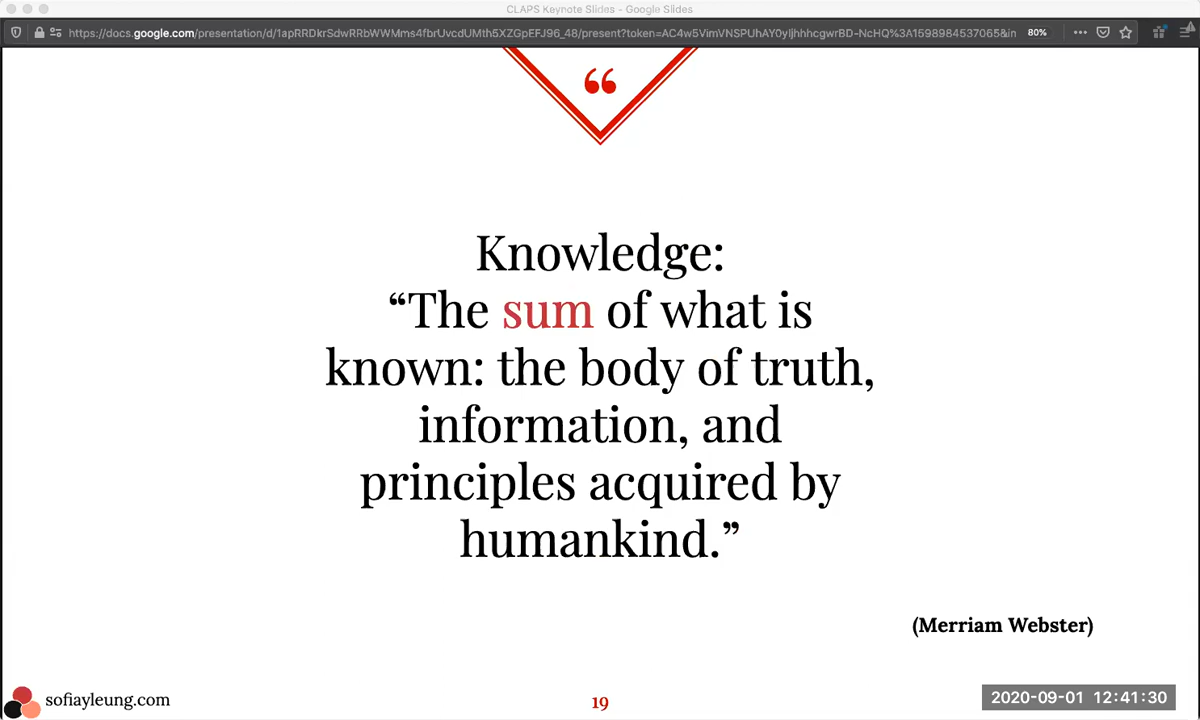 CLAPS Keynote Slides - Google Slides
https://docs.google.com/presentation/d/1apRRDkrSdwRRbWWMms4fbrUvcdUMth5XZGpEFJ96_48/present?token=AC4w5VimVNSPUhAY0yIjhhhcgwrBD-NcHQ%3A1598984537065&in 80%
“
Knowledge:
“The sum of what is
known: the body of truth,
information, and
principles acquired by
humankind.”
(Merriam Webster)
sofiayleung.com
19
2020-09-01 12:41:30